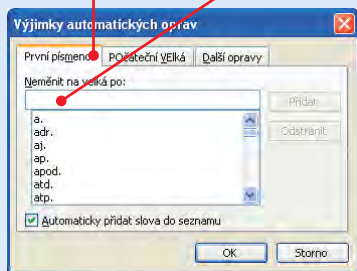 Výjimky automatických oprav
První písmeno POčáteční VElká Další opravy
Neměnit na velká po:
Přidat
a.
adr.
aj.
ap.
apod.
atd.
atp.
Odstranit
Automaticky přidat slova do seznamu
OK Storno